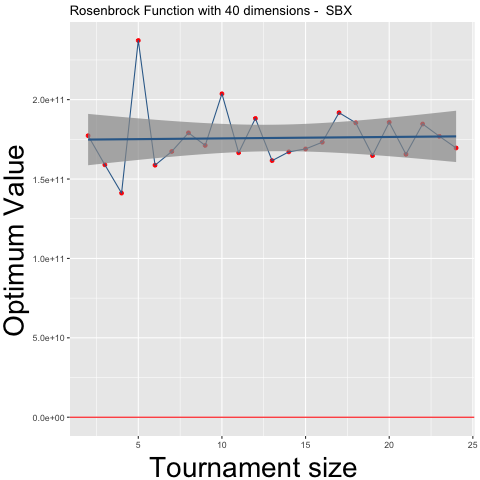 Rosenbrock Function with 40 dimensions -  SBX
Optimum Value
2.0e+11
1.5e+11
1.0e+11
5.0e+10
0.0e+00
5
10
15
20
25
Tournament size